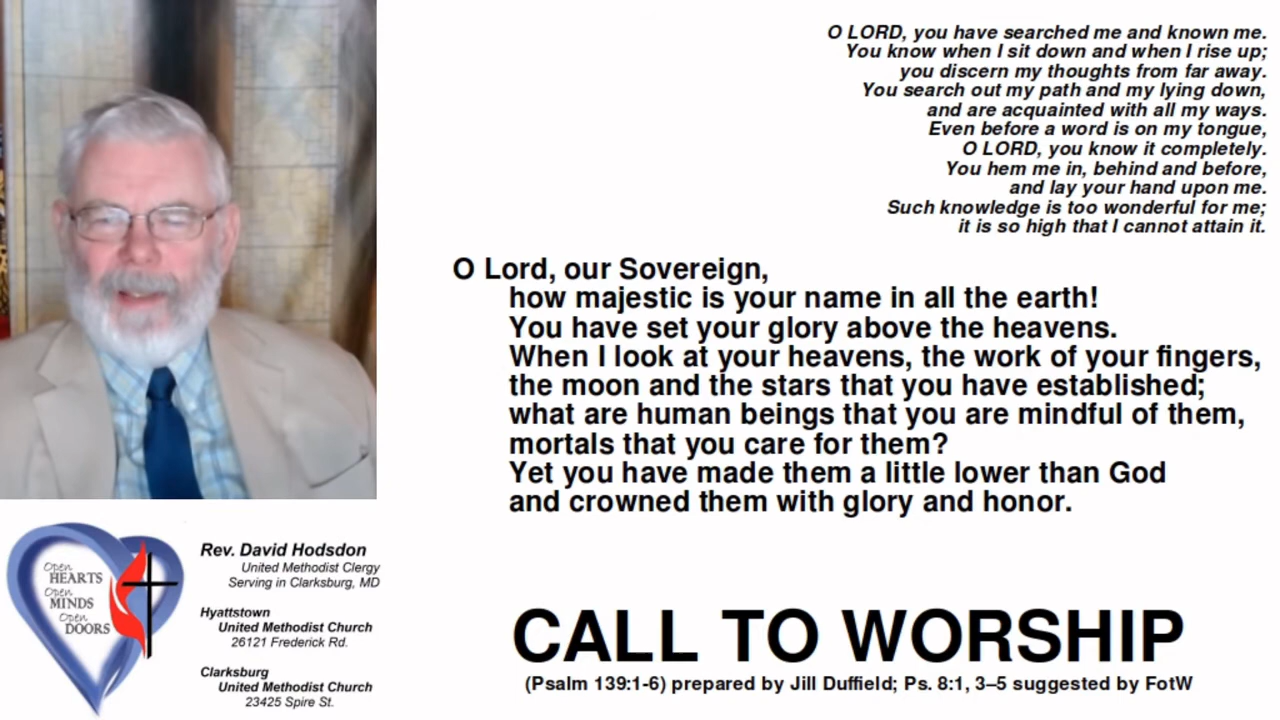 O LORD, you have searched me and known me.
You know when I sit down and when I rise up;
you discern my thoughts from far away.
You search out my path and my lying down,
and are acquainted with all my ways.
Even before a word is on my tongue,
O LORD, you know it completely.
You hem me in, behind and before,
and lay your hand upon me.
Such knowledge is too wonderful for me;
it is so high that I cannot attain it.
O Lord, our Sovereign,
how majestic is your name in all the earth!
You have set your glory above the heavens.
When I look at your heavens, the work of your fingers,
the moon and the stars that you have established;
what are human beings that you are mindful of them,
mortals that you care for them?
Yet you have made them a little lower than God
and crowned them with glory and honor.
Open
HEARTS
Open
MINDS
Open
DOORS
Rev. David Hodsdon
United Methodist Clergy
Serving in Clarksburg, MD
Hyattstown
United Methodist Church
26121 Frederick Rd.
Clarksburg
United Methodist Church
23425 Spire St.
CALL TO WORSHIP
(Psalm 139:1-6) prepared by Jill Duffield; Ps. 8:1, 3–5 suggested by FotW